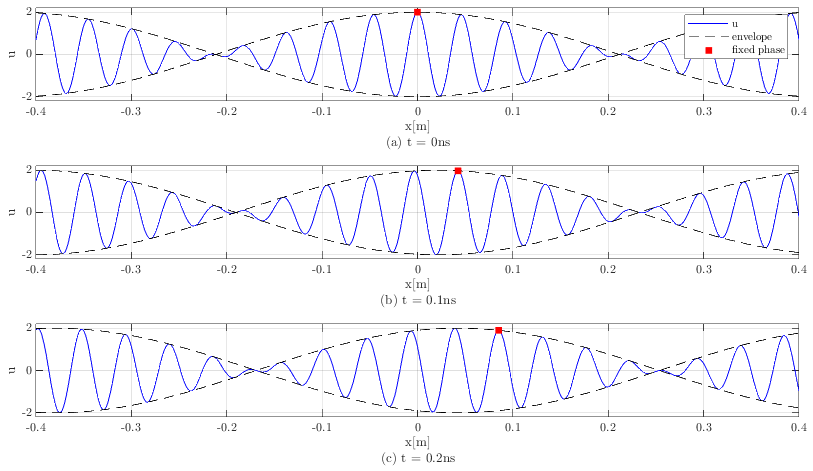 2
0
-2
u
u
envelope
fixed phase
-0.4 -0.3 -0.2 -0.1 0 0.1 0.2 0.3 0.4
x[m]
(a) t = 0ns
2
0
-2
u
-0.4 -0.3 -0.2 -0.1 0 0.1 0.2 0.3 0.4
x[m]
(b) t = 0.1ns
2
0
-2
u
-0.4 -0.3 -0.2 -0.1 0 0.1 0.2 0.3 0.4
x[m]
(c) t = 0.2ns